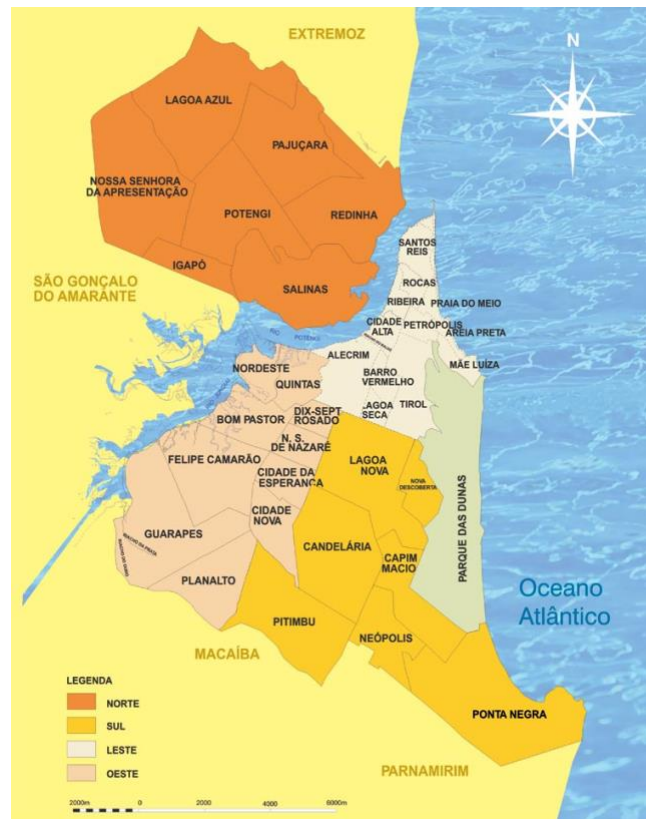 EXTREMOZ
N
LAGOA AZUL
PAJUÇARA
NOSSA SENHORA
DA APRESENTAÇÃO
POTENGI
REDINHA
SANTOS
REIS
IGAPÓ
SÃO GONÇALO
DO AMARANTE
SALINAS
ROCAS
RIBEIRA
PRAIA DO MEIO
CIDADE
ALTA
PETRÓPOLIS
AREIA PRETA
RIO
POTENGI
ALECRIM
MÃE LUÍZA
NORDESTE
QUINTAS
BARRO
VERMELHO
LAGOA
SECA
TIROL
BOM PASTOR
DIX-SEPT
ROSADO
N. S.
DE NAZARÉ
FELIPE CAMARÃO
CIDADE DA
ESPERANÇA
LAGOA
NOVA
NOVA
DESCOBERTA
CIDADE
NOVA
GUARAPES
CANDELÁRIA
CAPIM
MACIO
PARQUE DAS DUNAS
PLANALTO
Oceano
Atlântico
PITIMBU
NEÓPOLIS
MACAÍBA
PONTA NEGRA
LEGENDA
NORTE
SUL
LESTE
OESTE
PARNAMIRIM
2000m 0 2000 4000 6000m